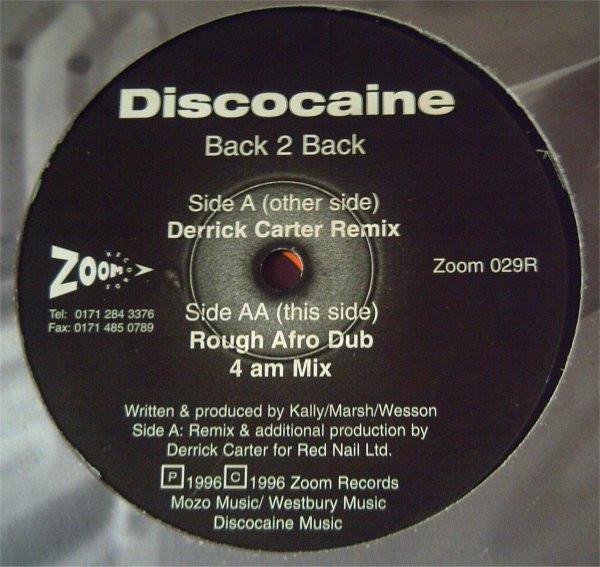 Discocaine
Back 2 Back
Side A (other side)
Derrick Carter Remix
ZOOM
RECORDS
Zoom 029R
Tel: 0171 284 3376
Fax: 0171 485 0789
Side AA (this side)
Rough Afro Dub
4 am Mix
Written & produced by Kally/Marsh/Wesson
Side A: Remix & additional production by
Derrick Carter for Red Nail Ltd.
P 1996 C 1996 Zoom Records
Mozo Music/ Westbury Music
Discocaine Music